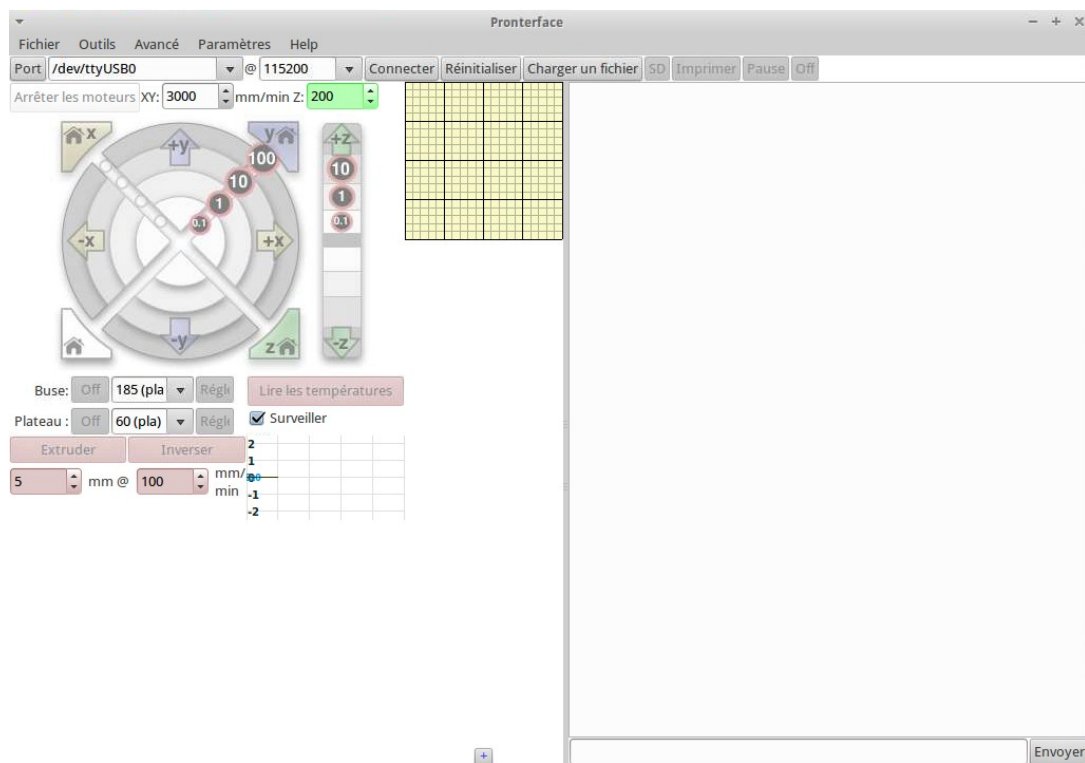 Pronterface
Fichier Outils Avancé Paramètres Help
Port /dev/ttyUSB0 @ 115200 Connecter Réinitialiser Charger un fichier SD Imprimer Pause Off
Arrêter les moteurs XY: 3000 mm/min Z: 200
x +y y +z
100 10
10 1
1 0.1
0.1
-x +x
-y z -z
Buse: Off 185 (pla Régl Lire les températures
Plateau : Off 60 (pla) Régl Surveiller
Extruder Inverser
5 mm @ 100 mm/
min
2
1
0
-1
-2
+
Envoyer